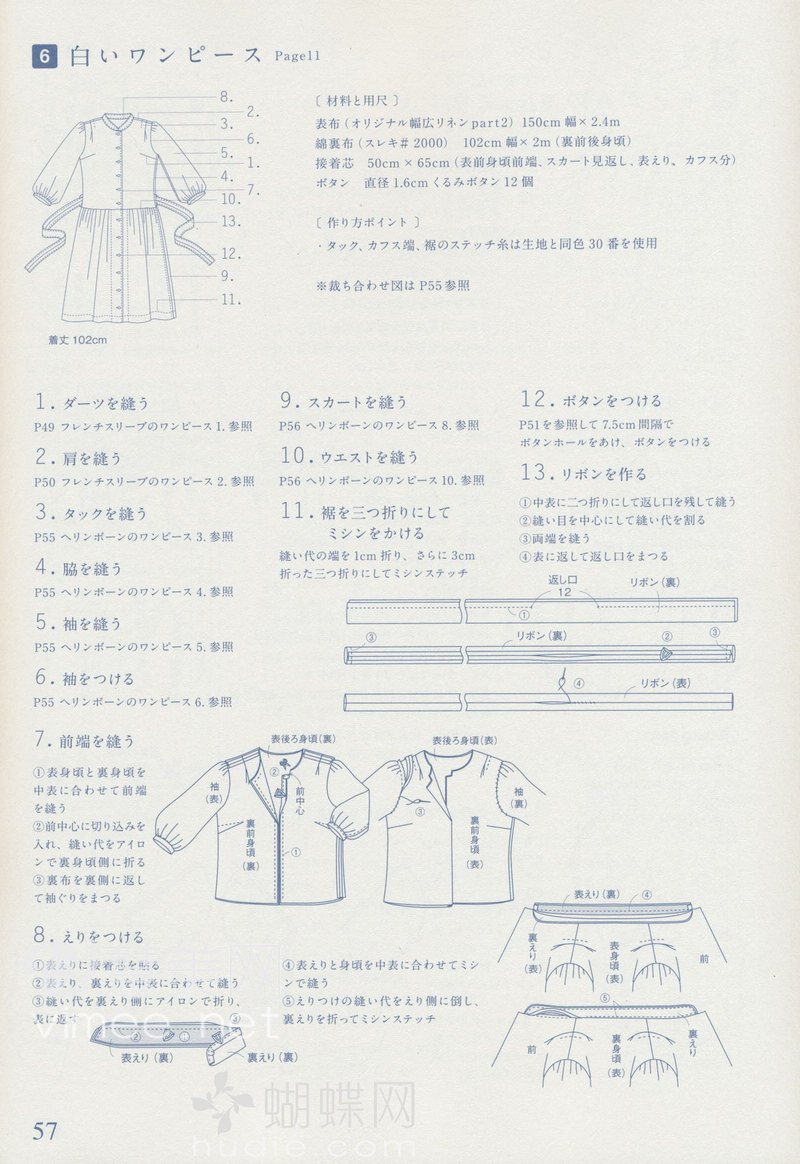 6 白いワンピース Page11
8.
2.
3.
6.
5.
1.
4.
7.
10.
13.
12.
9.
11.
着丈 102cm
〔 材料と用尺 〕
表布 (オリジナル幅広リネン part2) 150cm 幅×2.4m
綿裏布 (スレキ# 2000) 102cm 幅×2m (裏前後身頃)
接着芯 50cm×65cm (表前身頃前端、スカート見返し、表えり、カフス分)
ボタン 直径 1.6cm くるみボタン 12 個
〔 作り方ポイント 〕
・タック、カフス端、裾のステッチ糸は生地と同色 30 番を使用
※裁ち合わせ図は P55 参照
1. ダーツを縫う
P49 フレンチスリーブのワンピース 1. 参照
2. 肩を縫う
P50 フレンチスリーブのワンピース 2. 参照
3. タックを縫う
P55 ヘリンボーンのワンピース 3. 参照
4. 脇を縫う
P55 ヘリンボーンのワンピース 4. 参照
5. 袖を縫う
P55 ヘリンボーンのワンピース 5. 参照
6. 袖をつける
P55 ヘリンボーンのワンピース 6. 参照
9. スカートを縫う
P56 ヘリンボーンのワンピース 8. 参照
10. ウエストを縫う
P56 ヘリンボーンのワンピース 10. 参照
11. 裾を三つ折りにして
ミシンをかける
縫い代の端を1cm 折り、さらに 3cm
折った三つ折りにしてミシンステッチ
12. ボタンをつける
P51を参照して 7.5cm 間隔で
ボタンホールをあけ、ボタンをつける
13. リボンを作る
①中表に二つ折りにして返し口を残して縫う
②縫い目を中心にして縫い代を割る
③両端を縫う
④表に返して返し口をまつる
返し口
12
リボン (裏)
①
③
リボン (裏)
②
③
④
リボン (表)
7. 前端を縫う
①表身頃と裏身頃を
中表に合わせて前端
を縫う
②前中心に切り込みを
入れ、縫い代をアイロ
ンで裏身頃側に折る
③裏布を裏側に返し
て袖ぐりをまつる
表後ろ身頃 (裏)
袖(表)
②
前中心
裏前身頃(裏)
①
表後ろ身頃 (表)
③
袖(裏)
裏前身頃(表)
8. えりをつける
①表えりに接着芯を貼る
②表えり、裏えりを中表に合わせて縫う
③縫い代を裏えり側にアイロンで折り、
表に返す
②
①
③
表えり (裏)
裏えり (裏)
④表えりと身頃を中表に合わせてミシ
ンで縫う
⑤えりつけの縫い代をえり側に倒し、
裏えりを折ってミシンステッチ
表えり (裏)
④
裏えり(表)
表身頃(表)
前
⑤
前
裏身頃(表)
裏えり
57
vimee.net
蝴蝶网
hudie.com